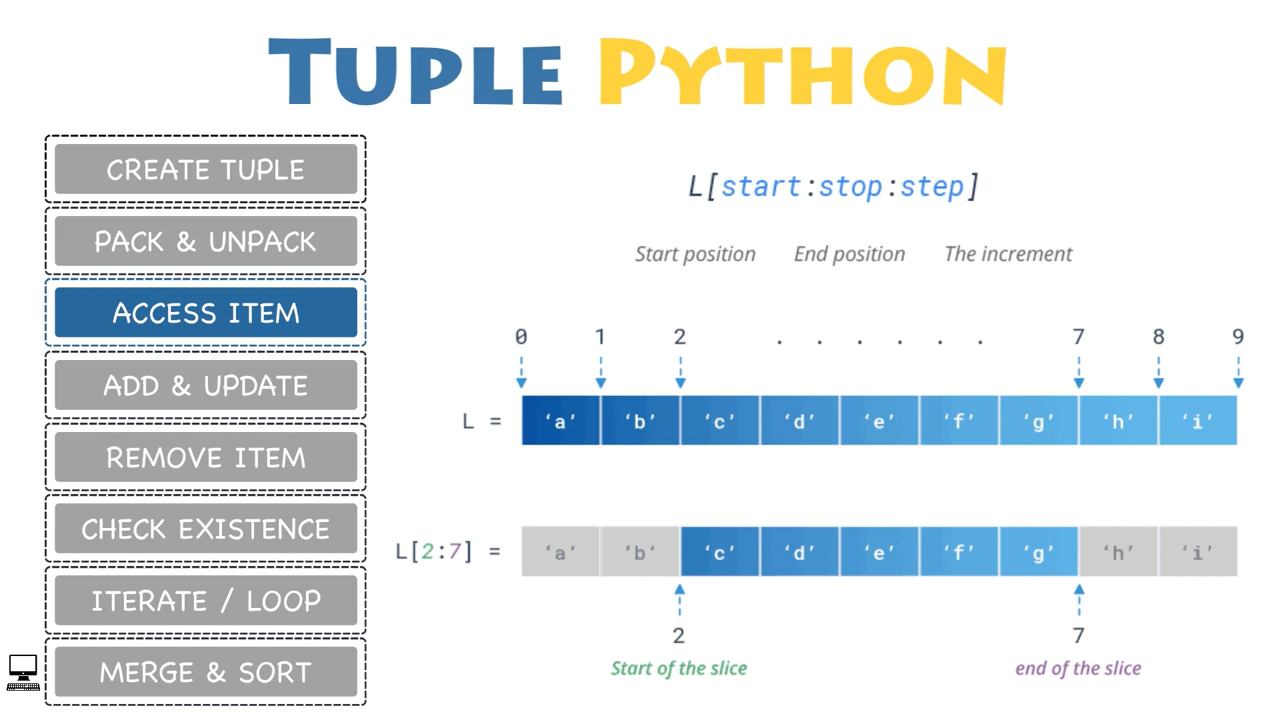 TUPLE PYTHON
CREATE TUPLE
PACK & UNPACK
ACCESS ITEM
ADD & UPDATE
REMOVE ITEM
CHECK EXISTENCE
ITERATE / LOOP
MERGE & SORT
L[start:stop:step]
Start position End position The increment
0 1 2 . . . . . . 7 8 9
L = ‘a’ ‘b’ ‘c’ ‘d’ ‘e’ ‘f’ ‘g’ ‘h’ ‘i’
L[2:7] = ‘a’ ‘b‘ ‘c’ ‘d’ ‘e’ ‘f’ ‘g’ ‘h’ ‘i’
2 7
Start of the slice end of the slice